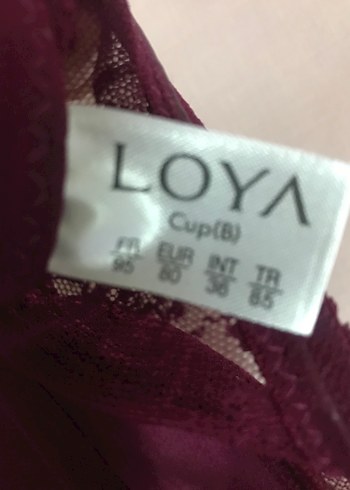 LOYA
Cup(B)
FR EUR INT TR
95 80 36 85